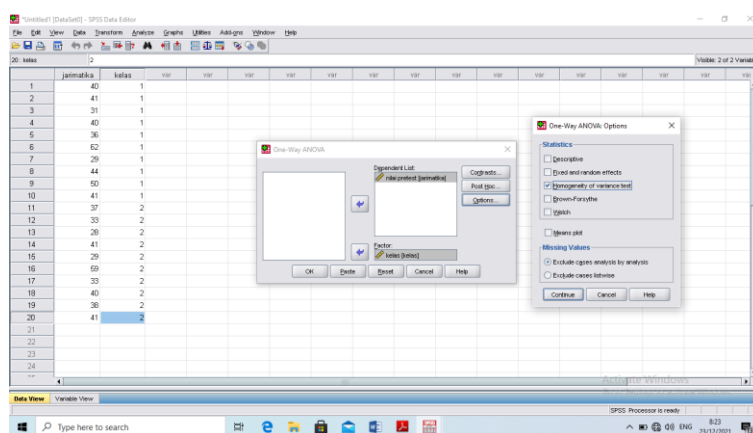 *Untitled1 [DataSet0] - SPSS Data Editor
File Edit View Data Transform Analyze Graphs Utilities Add-ons Window Help
20 : kelas 2 Visible: 2 of 2 Variabl
jarimatika kelas var var var var var var var var var var var var var
1 40 1
2 41 1
3 31 1
4 40 1
5 36 1
6 62 1
7 29 1
8 44 1
9 50 1
10 41 1
11 37 2
12 33 2
13 28 2
14 41 2
15 29 2
16 59 2
17 33 2
18 40 2
19 38 2
20 41 2
21
22
23
24
One-Way ANOVA
Dependent List:
nilai pretest [jarimatika]
Contrasts...
Post Hoc...
Options...
Factor:
kelas [kelas]
OK Paste Reset Cancel Help
One-Way ANOVA: Options
Statistics
Descriptive
Fixed and random effects
Homogeneity of variance test
Brown-Forsythe
Welch
Means plot
Missing Values
Exclude cases analysis by analysis
Exclude cases listwise
Continue Cancel Help
Activate Windows
Data View Variable View
SPSS Processor is ready
Type here to search
ENG 8:23
23/12/2021